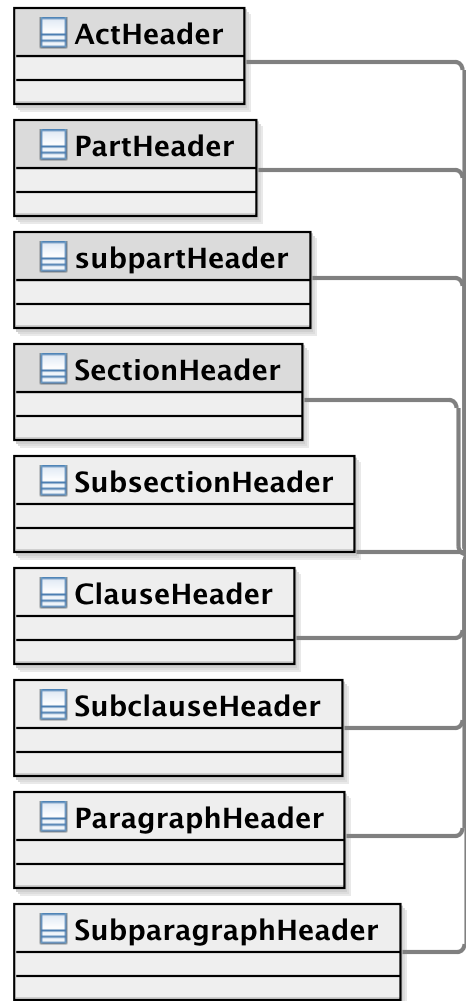 ActHeader
PartHeader
subpartHeader
SectionHeader
SubsectionHeader
ClauseHeader
SubclauseHeader
ParagraphHeader
SubparagraphHeader